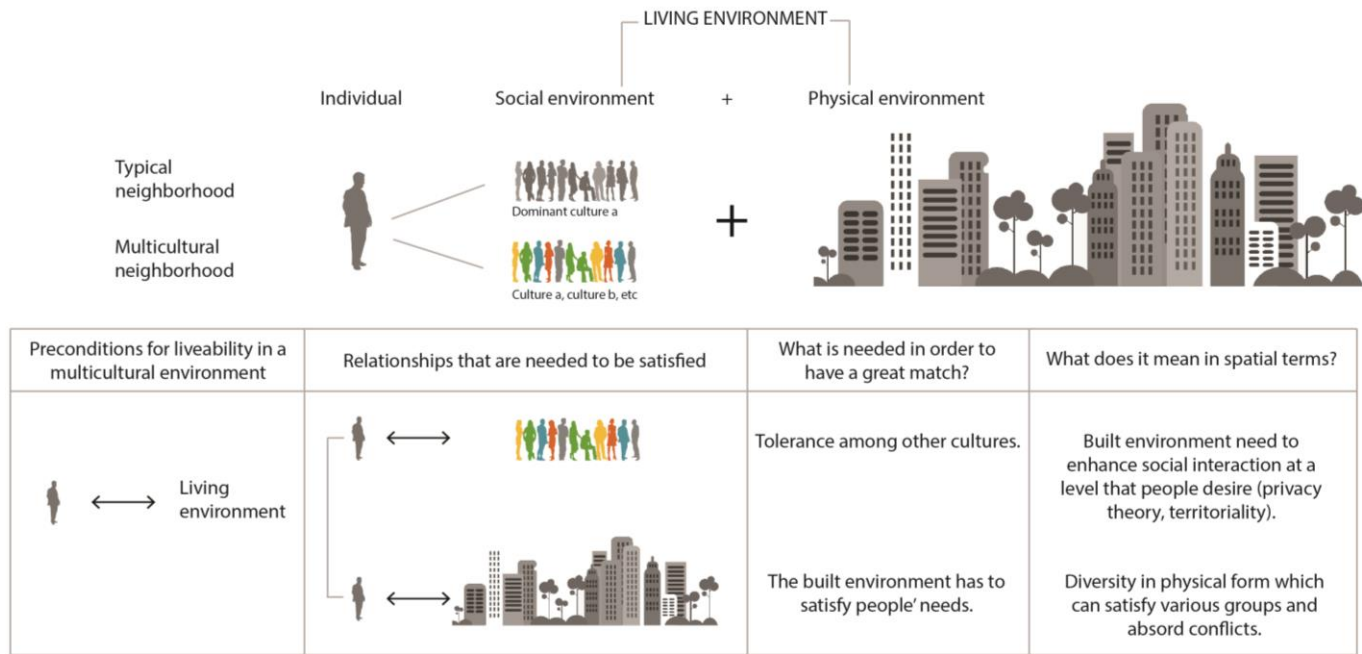 LIVING ENVIRONMENT
Individual
Social environment
+
Physical environment
Typical
neighborhood
Dominant culture a
+
Multicultural
neighborhood
Culture a, culture b, etc
Preconditions for liveability in a
multicultural environment
Relationships that are needed to be satisfied
What is needed in order to
have a great match?
What does it mean in spatial terms?
Living
environment
Tolerance among other cultures.
Built environment need to
enhance social interaction at a
level that people desire (privacy
theory, territoriality).
The built environment has to
satisfy people' needs.
Diversity in physical form which
can satisfy various groups and
absord conflicts.